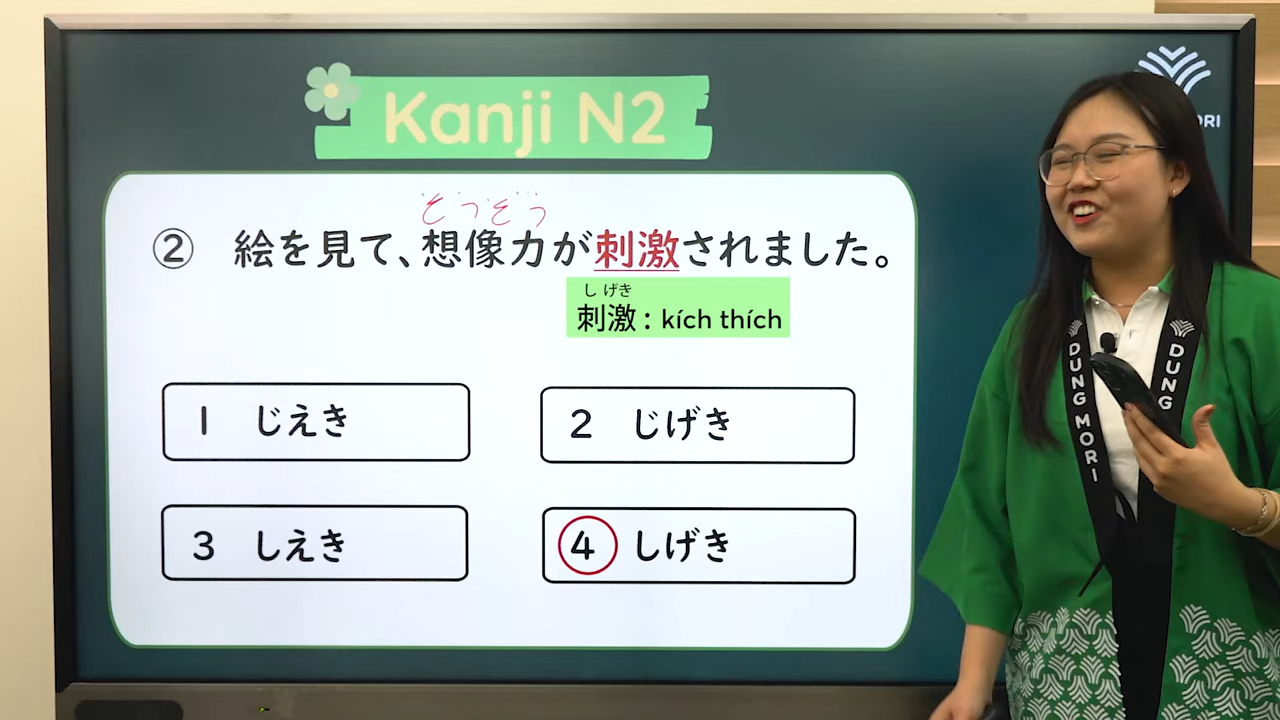 Kanji N2
そうぞう
② 絵を見て、想像力が刺激されました。
し げき
刺激 : kích thích
1 じえき
2 じげき
3 しえき
4 しげき
ORI
DUNG MORI
DUNG